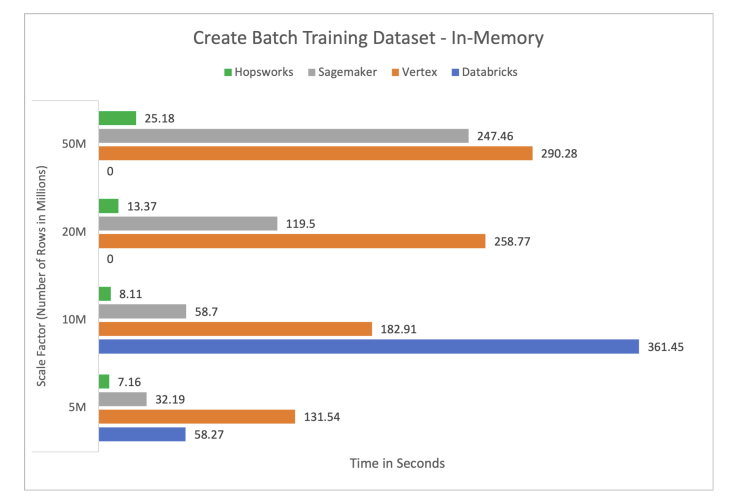 Create Batch Training Dataset - In-Memory
Hopsworks Sagemaker Vertex Databricks
Scale Factor (Number of Rows in Millions)
50M
25.18
247.46
290.28
0
20M
13.37
119.5
258.77
0
10M
8.11
58.7
182.91
361.45
5M
7.16
32.19
131.54
58.27
Time in Seconds